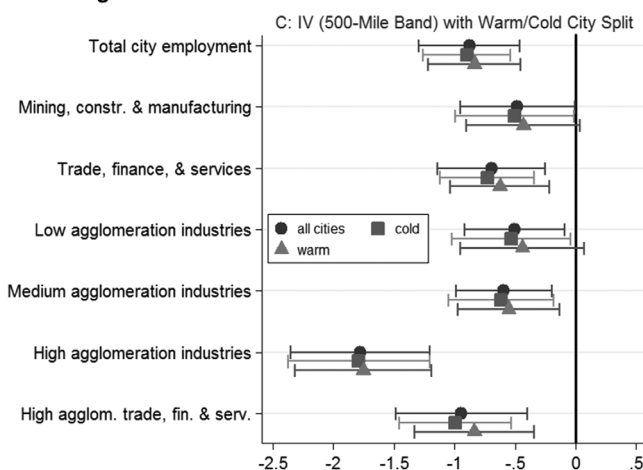 C: IV (500-Mile Band) with Warm/Cold City Split
Total city employment
Mining, constr. & manufacturing
Trade, finance, & services
Low agglomeration industries
Medium agglomeration industries
High agglomeration industries
High agglom. trade, fin. & serv.
all cities cold
warm
-2.5 -2 -1.5 -1 -.5 0 .5